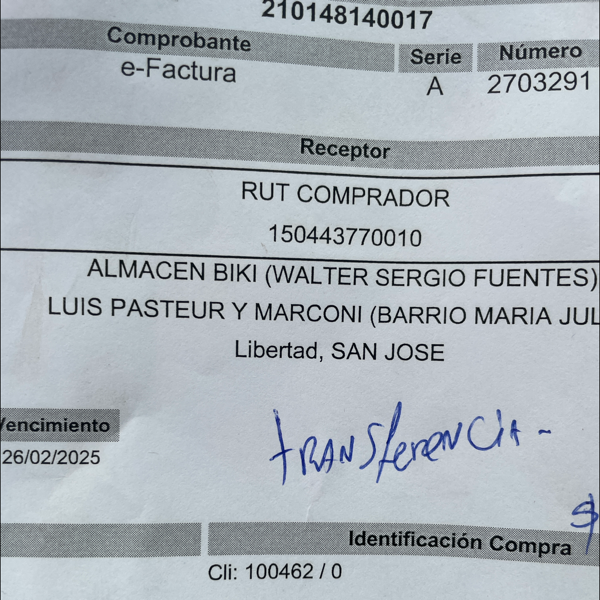 210148140017
Comprobante Serie Número
e-Factura A 2703291
Receptor
RUT COMPRADOR
150443770010
ALMACEN BIKI (WALTER SERGIO FUENTES)
LUIS PASTEUR Y MARCONI (BARRIO MARIA JUL
Libertad, SAN JOSE
Vencimiento
26/02/2025
transferencia -
$
Identificación Compra
Cli: 100462 / 0